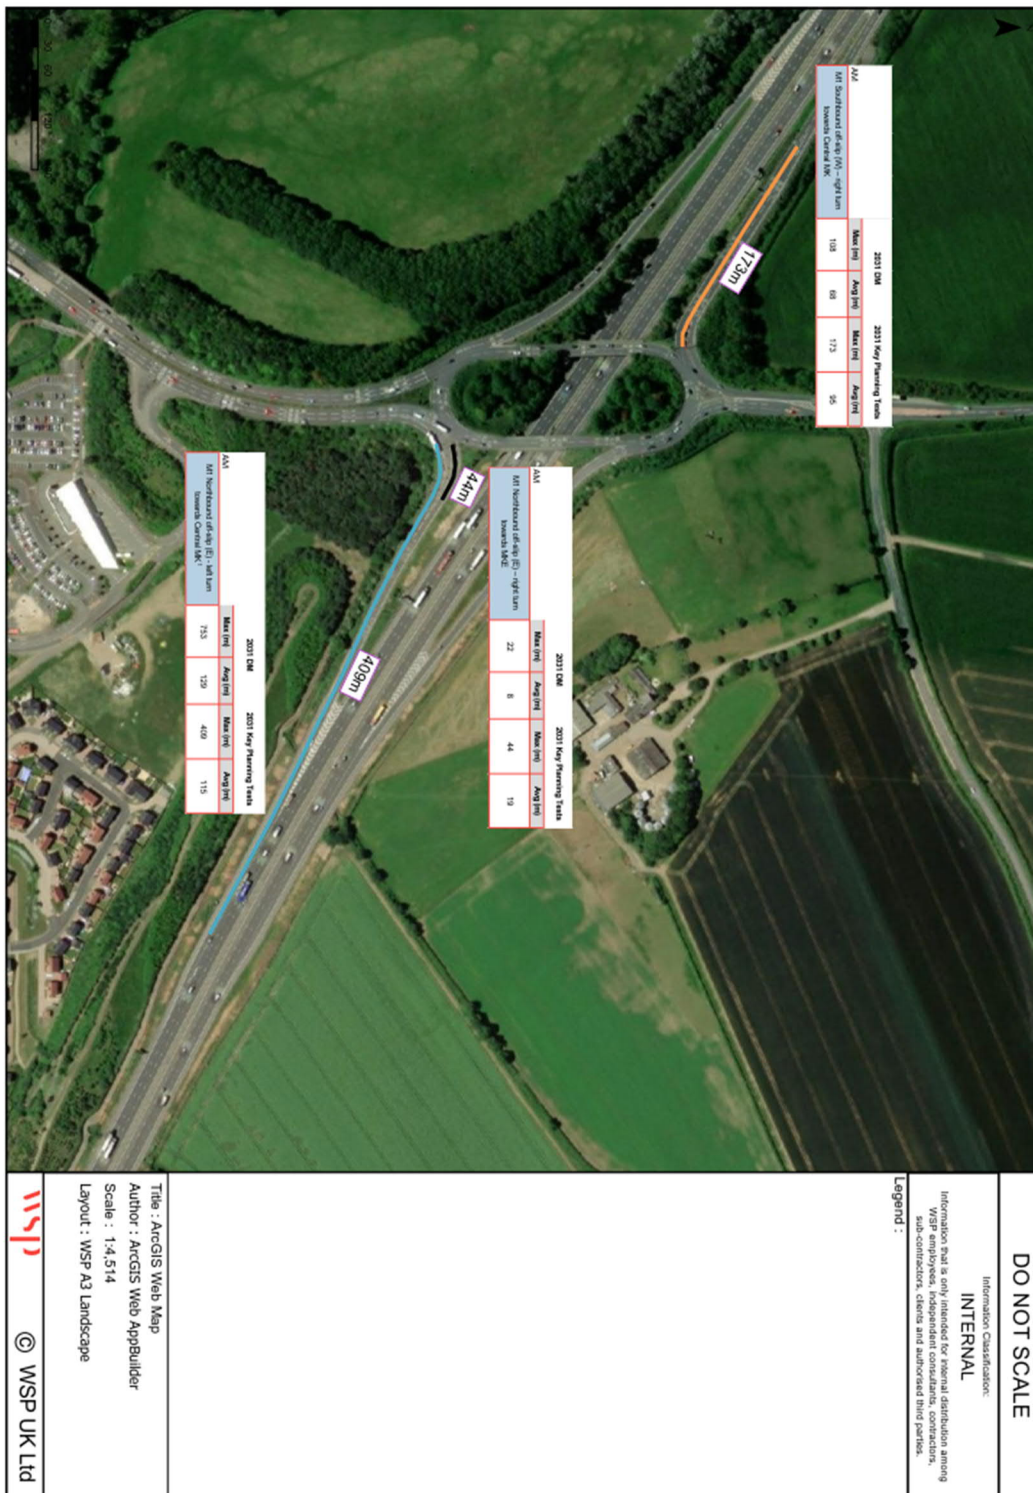 DO NOT SCALE
Information Classification:
INTERNAL
Information that is only intended for internal distribution among
WSP employees, independent consultants, contractors,
sub-contractors, clients and authorised third parties.
Legend :
Title : ArcGIS Web Map
Author : ArcGIS Web AppBuilder
Scale : 1:4,514
Layout : WSP A3 Landscape
wsp © WSP UK Ltd
AM
2031 DM 2031 Key Planning Tests
Max (m) Avg (m) Max (m) Avg (m)
M1 Southbound off-slip (W) – right turn
towards Central MK
108 68 173 95
173m
AM
2031 DM 2031 Key Planning Tests
Max (m) Avg (m) Max (m) Avg (m)
M1 Northbound off-slip (E) – right turn
towards MKE
22 8 44 19
44m
409m
AM
2031 DM 2031 Key Planning Tests
Max (m) Avg (m) Max (m) Avg (m)
M1 Northbound off-slip (E) - left turn
towards Central MK¹
753 129 409 115